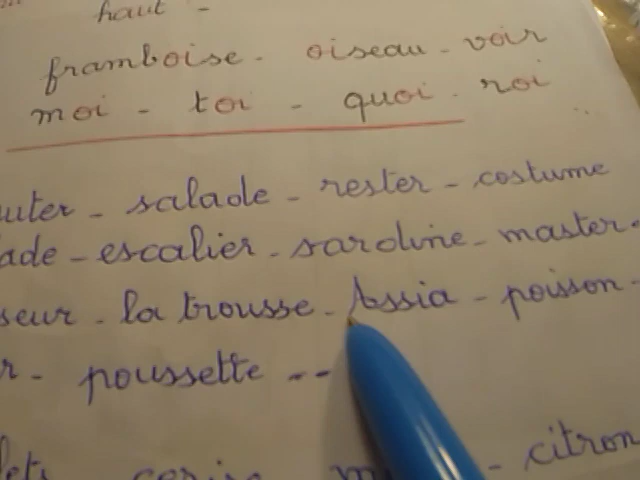 haut -
framboise - oiseau - voir
moi - toi - quoi - roi
uter - salade - rester - costume
ade - escalier - sardine - master -
seur - la trousse - Assia - poisson -
r - poussette --
- citron